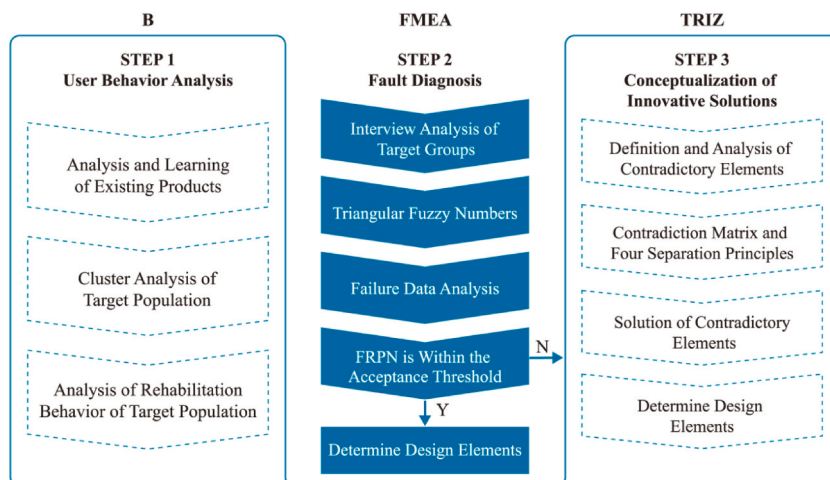 B
STEP 1
User Behavior Analysis
Analysis and Learning
of Existing Products
Cluster Analysis of
Target Population
Analysis of Rehabilitation
Behavior of Target Population
FMEA
STEP 2
Fault Diagnosis
Interview Analysis of
Target Groups
Triangular Fuzzy Numbers
Failure Data Analysis
FRPN is Within the
Acceptance Threshold
N
Y
Determine Design Elements
TRIZ
STEP 3
Conceptualization of
Innovative Solutions
Definition and Analysis of
Contradictory Elements
Contradiction Matrix and
Four Separation Principles
Solution of Contradictory
Elements
Determine Design
Elements